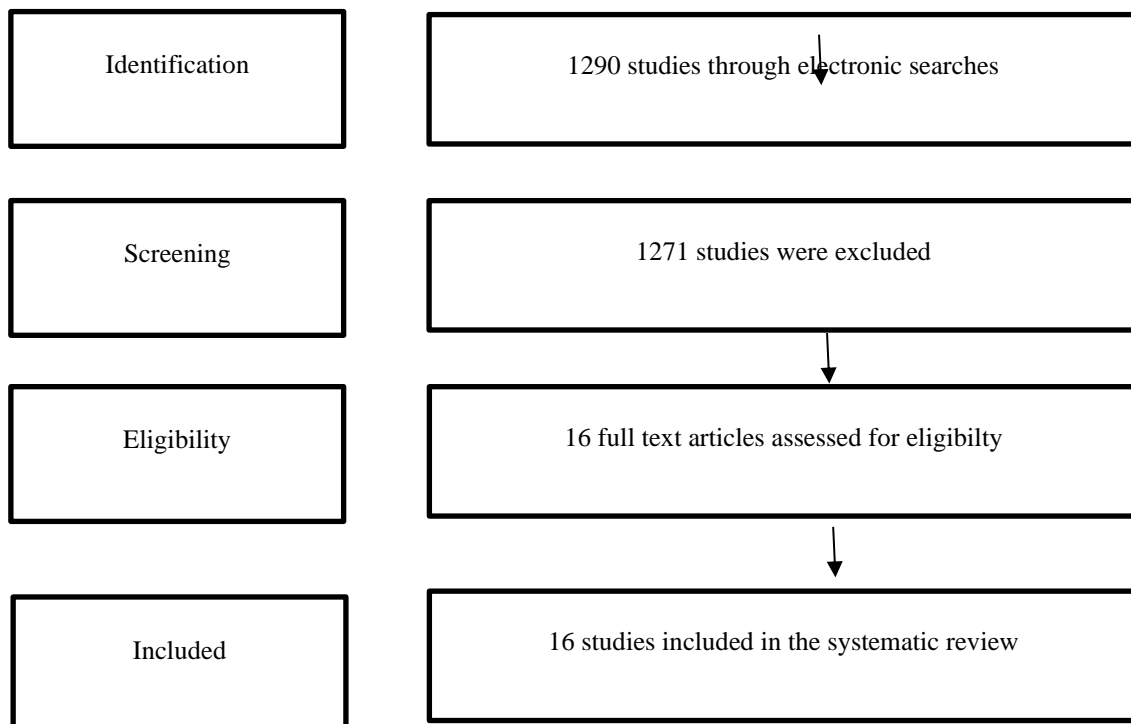 Identification
1290 studies through electronic searches
Screening
1271 studies were excluded
Eligibility
16 full text articles assessed for eligibilty
Included
16 studies included in the systematic review